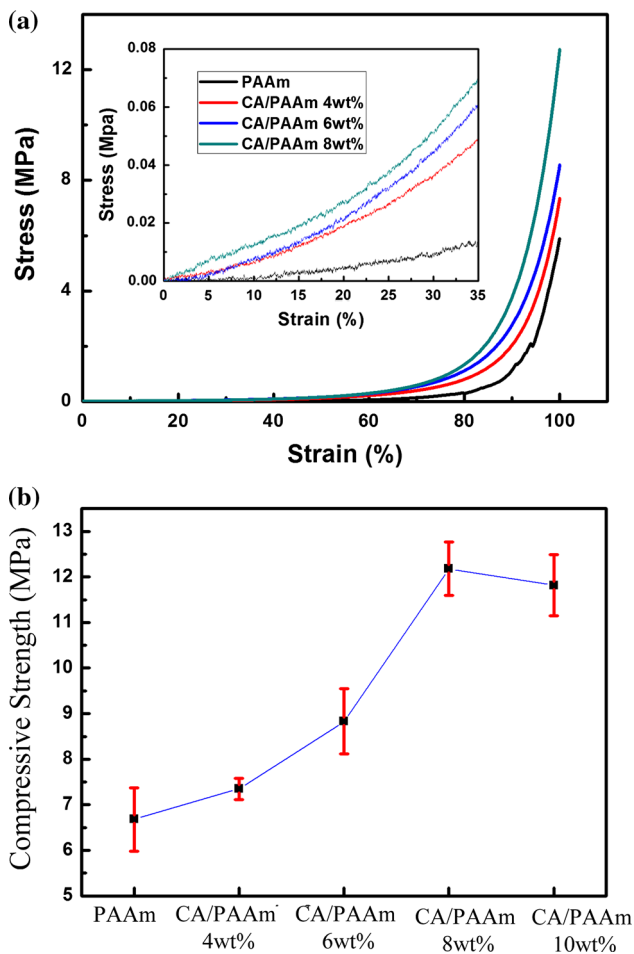 (a)
12
8
4
0
Stress (MPa)
0.08
0.06
0.04
0.02
0.00
Stress (Mpa)
PAAm
CA/PAAm 4wt%
CA/PAAm 6wt%
CA/PAAm 8wt%
0 5 10 15 20 25 30 35
Strain (%)
0 20 40 60 80 100
Strain (%)
(b)
13
12
11
10
9
8
7
6
5
Compressive Strength (MPa)
PAAm CA/PAAm CA/PAAm CA/PAAm CA/PAAm
4wt% 6wt% 8wt% 10wt%